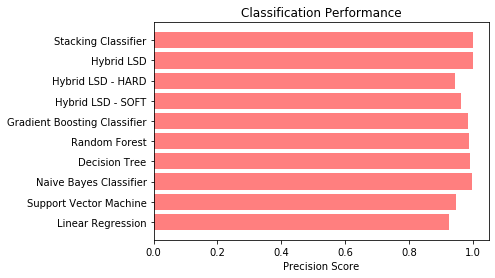 Classification Performance
Stacking Classifier
Hybrid LSD
Hybrid LSD - HARD
Hybrid LSD - SOFT
Gradient Boosting Classifier
Random Forest
Decision Tree
Naive Bayes Classifier
Support Vector Machine
Linear Regression
0.0 0.2 0.4 0.6 0.8 1.0
Precision Score